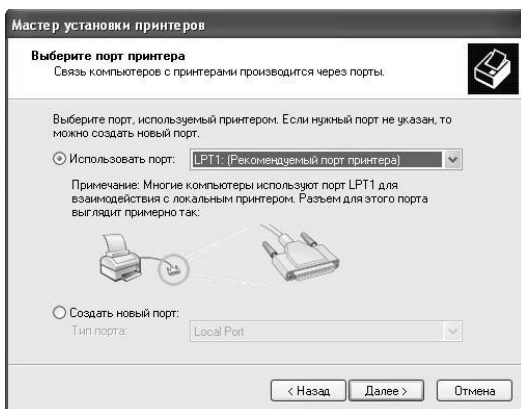 Мастер установки принтеров
Выберите порт принтера
Связь компьютеров с принтерами производится через порты.
Выберите порт, используемый принтером. Если нужный порт не указан, то
можно создать новый порт.
Использовать порт: LPT1: (Рекомендуемый порт принтера)
Примечание: Многие компьютеры используют порт LPT1 для
взаимодействия с локальным принтером. Разъем для этого порта
выглядит примерно так:
Создать новый порт:
Тип порта: Local Port
< Назад Далее > Отмена